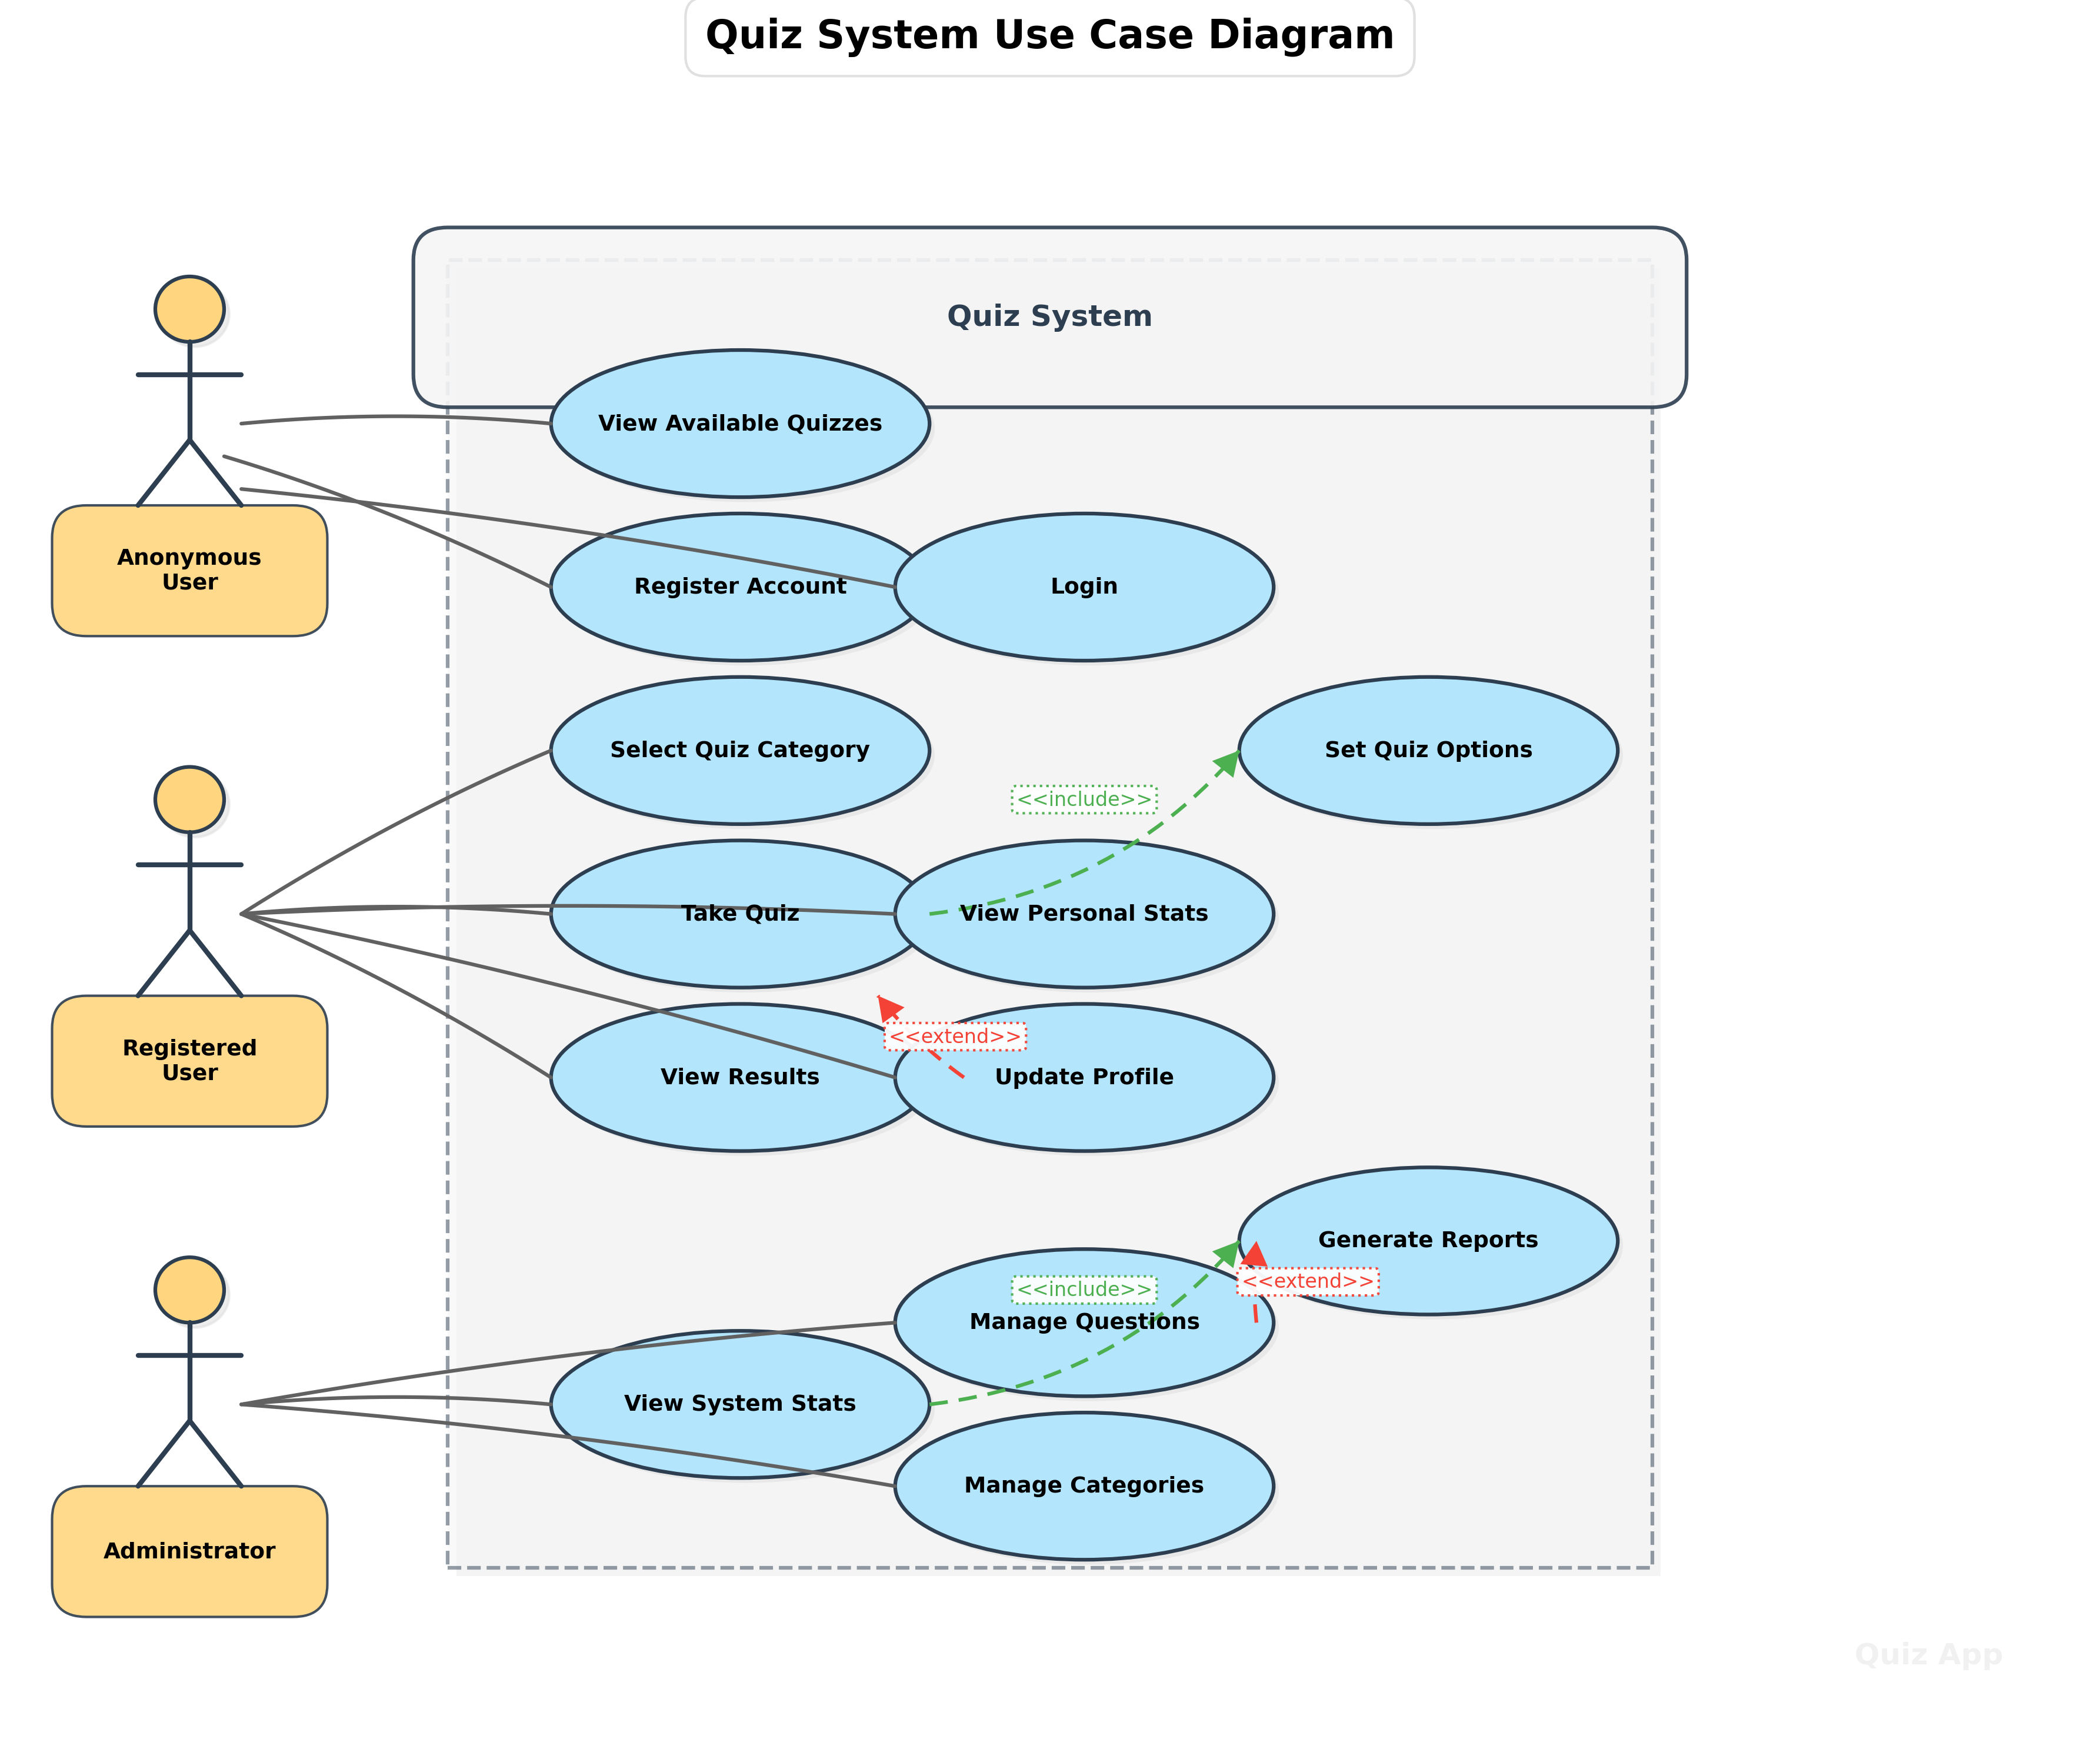 Quiz System Use Case Diagram
Quiz System
View Available Quizzes
Anonymous
User
Register Account
Login
Select Quiz Category
Set Quiz Options
<<include>>
Take Quiz
View Personal Stats
Registered
User
<<extend>>
View Results
Update Profile
Generate Reports
<<extend>>
<<include>>
Manage Questions
View System Stats
Manage Categories
Administrator
Quiz App